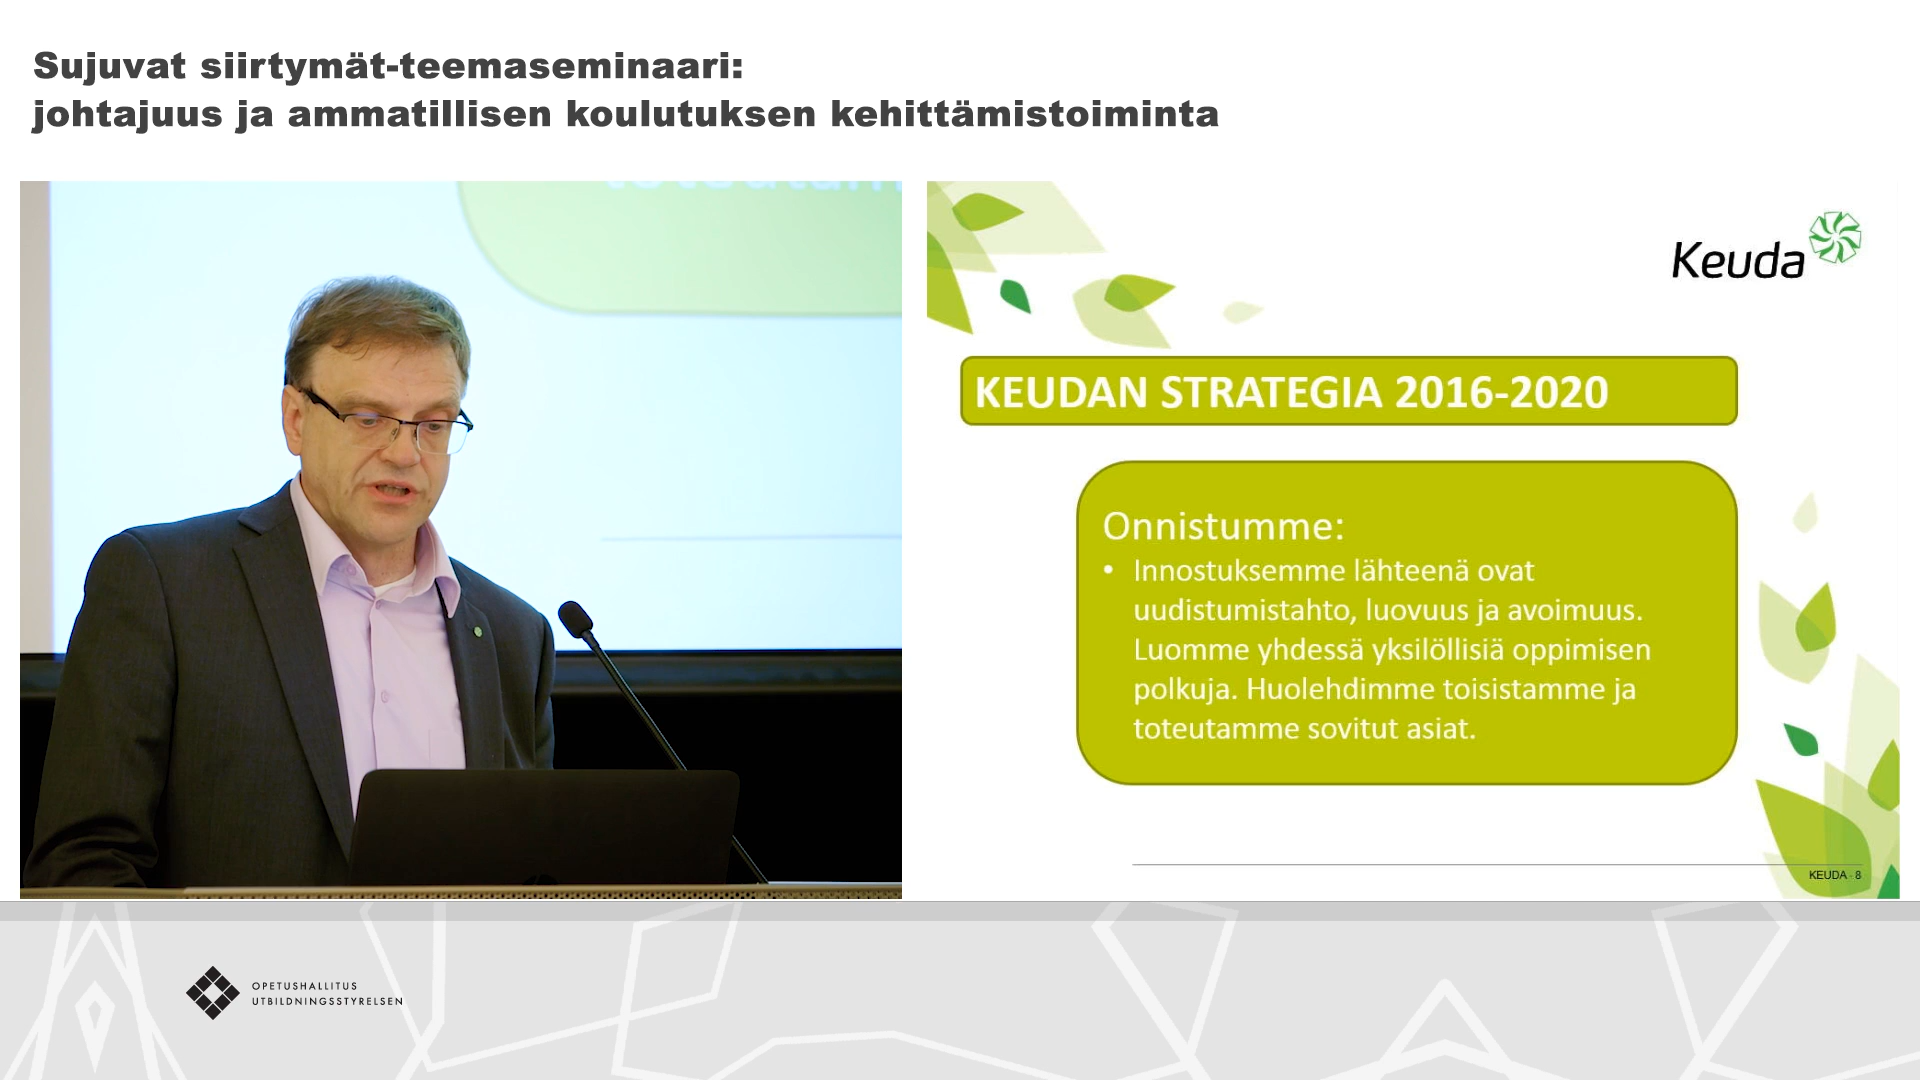 Sujuvat siirtymät-teemaseminaari:
johtajuus ja ammatillisen koulutuksen kehittämistoiminta
Keuda
KEUDAN STRATEGIA 2016-2020
Onnistumme:
• Innostuksemme lähteenä ovat
uudistumistahto, luovuus ja avoimuus.
Luomme yhdessä yksilöllisiä oppimisen
polkuja. Huolehdimme toisistamme ja
toteutamme sovitut asiat.
KEUDA - 8
OPETUSHALLITUS
UTBILDNINGSSTYRELSEN